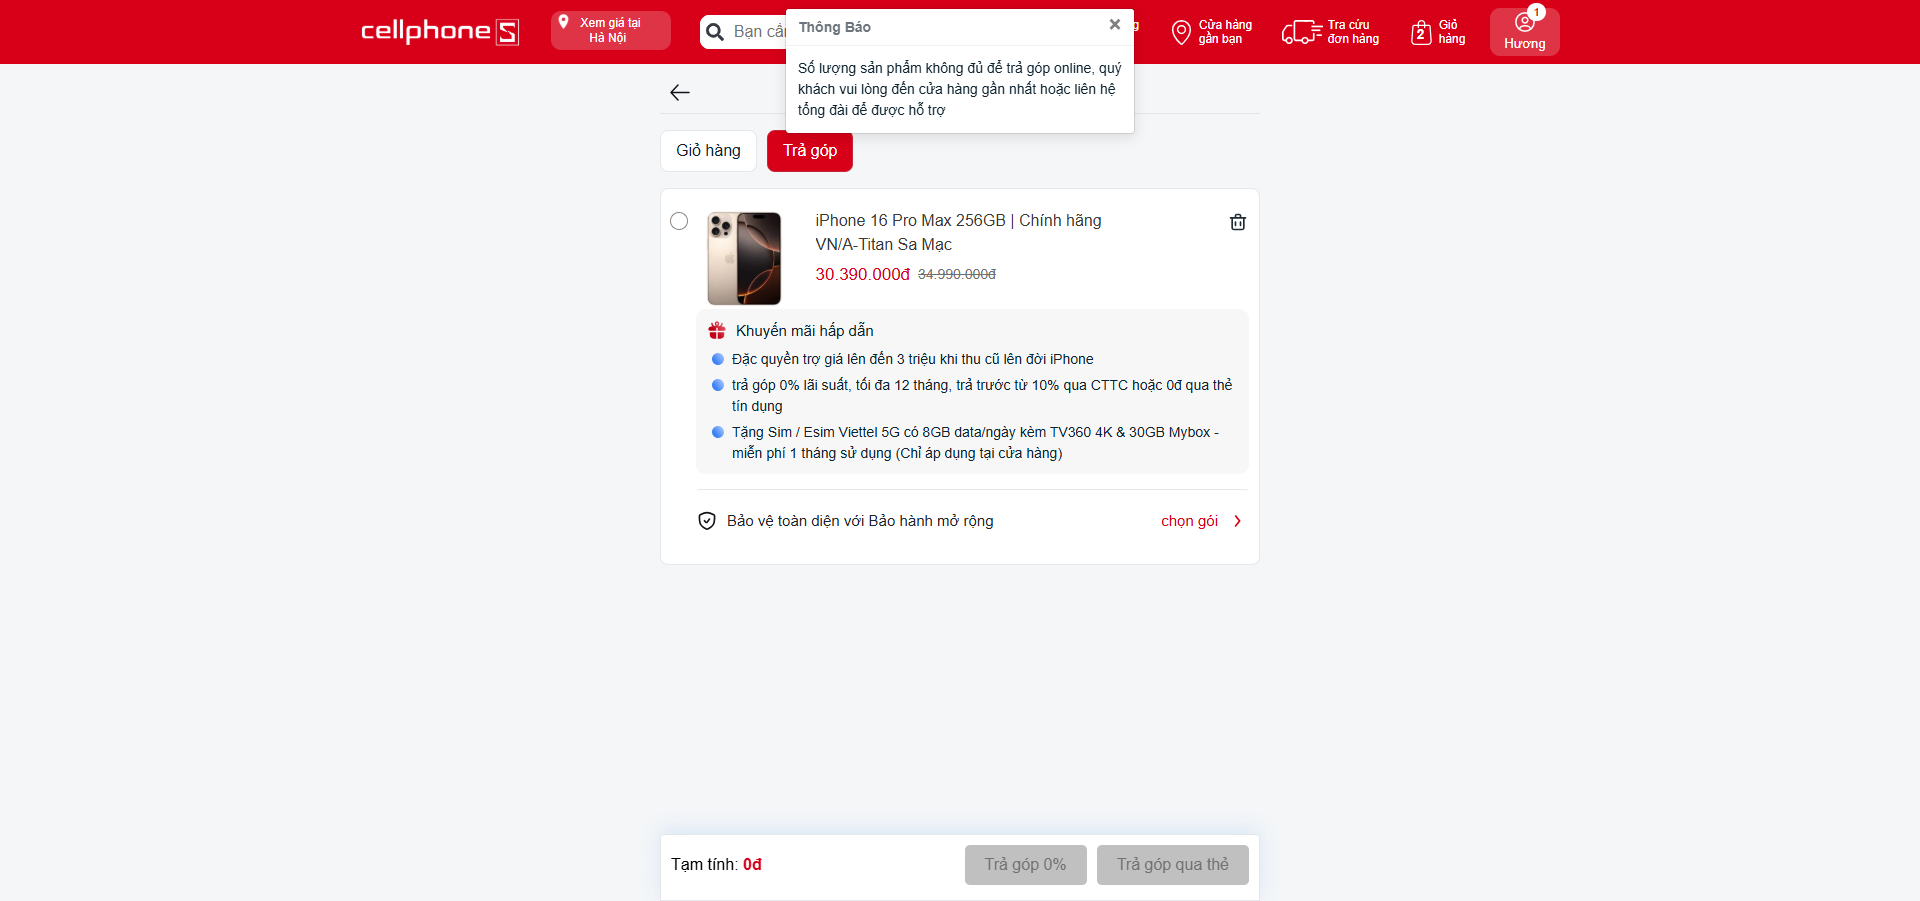 cellphoneS
Xem giá tại
Hà Nội
Bạn cần
Thông Báo
×
Số lượng sản phẩm không đủ để trả góp online, quý
khách vui lòng đến cửa hàng gần nhất hoặc liên hệ
tổng đài để được hỗ trợ
Cửa hàng
gần bạn
Tra cứu
đơn hàng
2
Giỏ
hàng
1
Hương
Giỏ hàng
Trả góp
iPhone 16 Pro Max 256GB | Chính hãng
VN/A-Titan Sa Mạc
30.390.000đ 34.990.000đ
Khuyến mãi hấp dẫn
Đặc quyền trợ giá lên đến 3 triệu khi thu cũ lên đời iPhone
trả góp 0% lãi suất, tối đa 12 tháng, trả trước từ 10% qua CTTC hoặc 0đ qua thẻ
tín dụng
Tặng Sim / Esim Viettel 5G có 8GB data/ngày kèm TV360 4K & 30GB Mybox -
miễn phí 1 tháng sử dụng (Chỉ áp dụng tại cửa hàng)
Bảo vệ toàn diện với Bảo hành mở rộng
chọn gói
Tạm tính: 0đ
Trả góp 0%
Trả góp qua thẻ